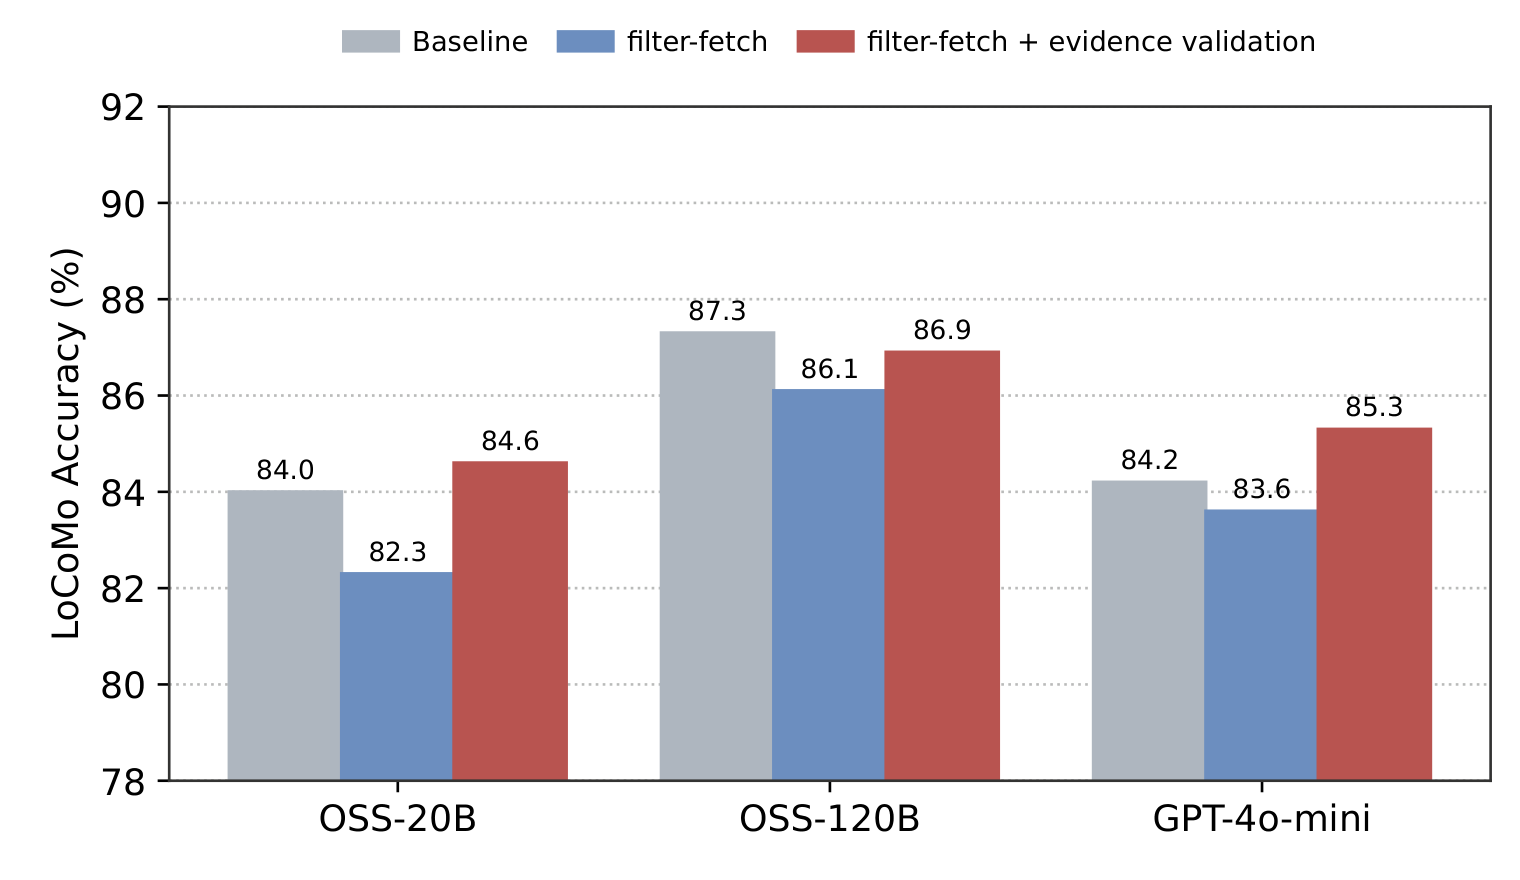 Baseline filter-fetch filter-fetch + evidence validation
LoCoMo Accuracy (%)
92
90
88
86
84
82
80
78
84.0 82.3 84.6
87.3 86.1 86.9
84.2 83.6 85.3
OSS-20B OSS-120B GPT-4o-mini